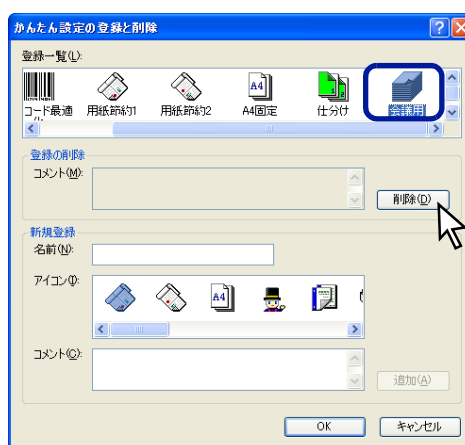 かんたん設定の登録と削除
登録一覧(L):
コード最適
用紙節約1
用紙節約2
A4
A4固定
仕分け
会議用
登録の削除
コメント(M):
削除(D)
新規登録
名前(N):
アイコン(I):
A4
コメント(C):
追加(A)
OK
キャンセル